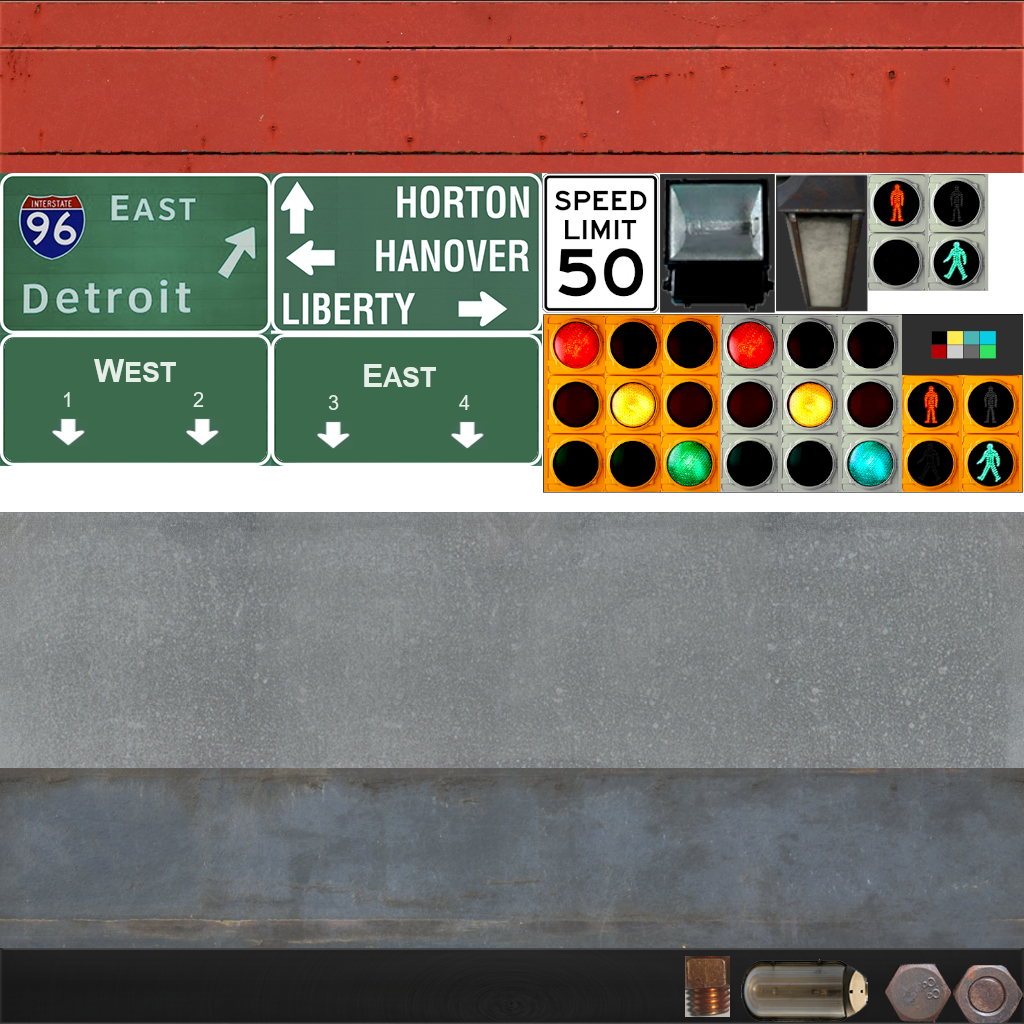 INTERSTATE
96
EAST
Detroit
HORTON
HANOVER
LIBERTY
SPEED
LIMIT
50
WEST
1 2
EAST
3 4